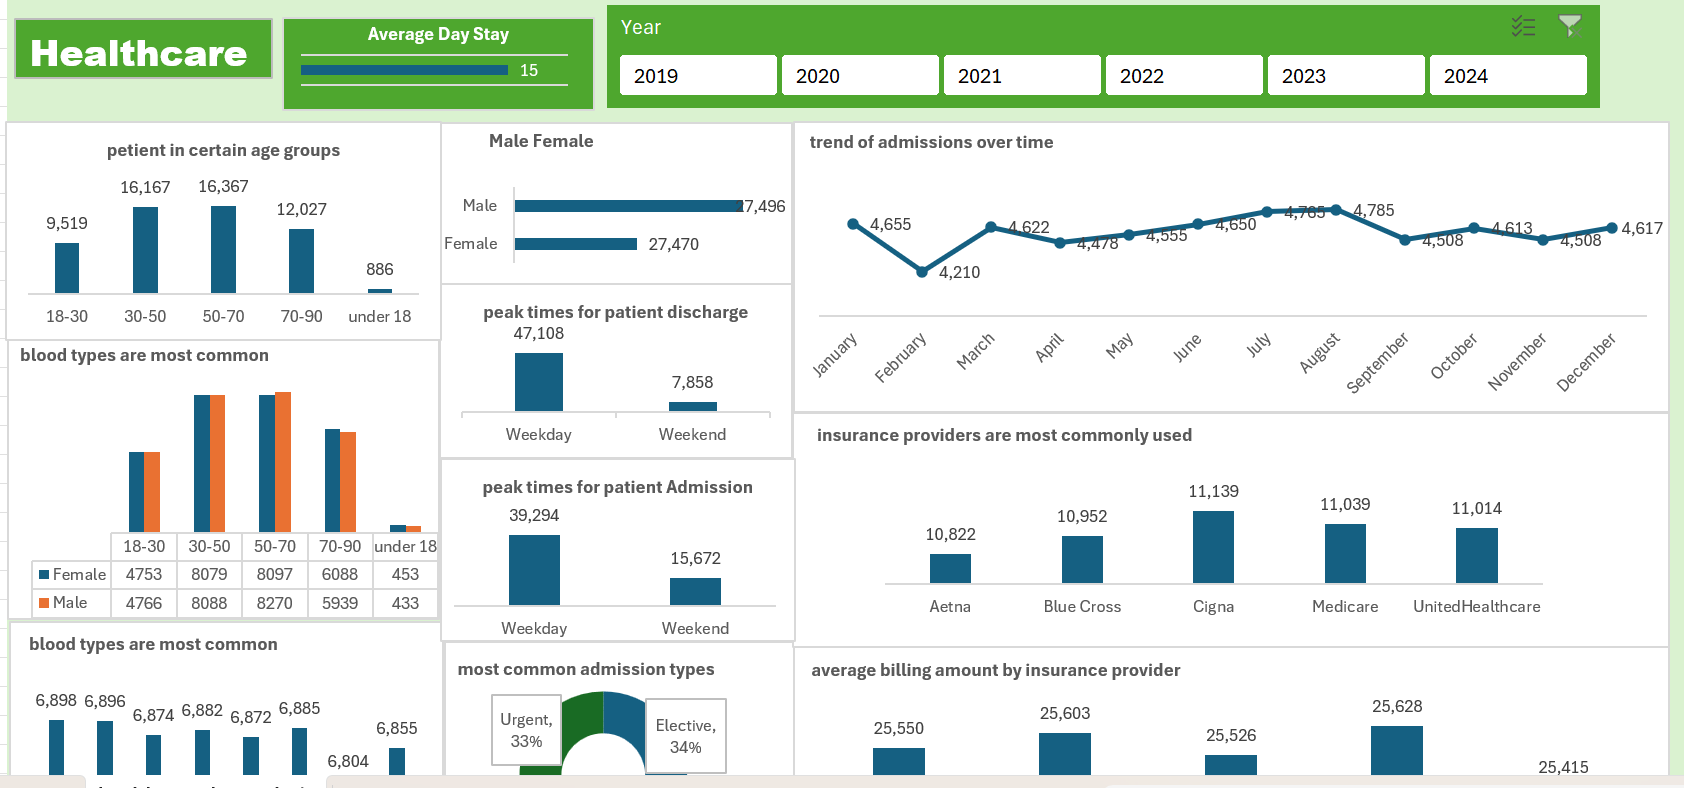 Healthcare
Average Day Stay
15
Year
2019 2020 2021 2022 2023 2024
petient in certain age groups
9,519 16,167 16,367 12,027 886
18-30 30-50 50-70 70-90 under 18
Male Female
Male 27,496
Female 27,470
trend of admissions over time
4,655 4,210 4,622 4,478 4,555 4,650 4,765 4,785 4,508 4,613 4,508 4,617
January February March April May June July August September October November December
peak times for patient discharge
47,108 7,858
Weekday Weekend
blood types are most common
18-30 30-50 50-70 70-90 under 18
Female 4753 8079 8097 6088 453
Male 4766 8088 8270 5939 433
peak times for patient Admission
39,294 15,672
Weekday Weekend
insurance providers are most commonly used
10,822 10,952 11,139 11,039 11,014
Aetna Blue Cross Cigna Medicare UnitedHealthcare
blood types are most common
6,898 6,896 6,874 6,882 6,872 6,885 6,804 6,855
most common admission types
Urgent,
33%
Elective,
34%
average billing amount by insurance provider
25,550 25,603 25,526 25,628 25,415